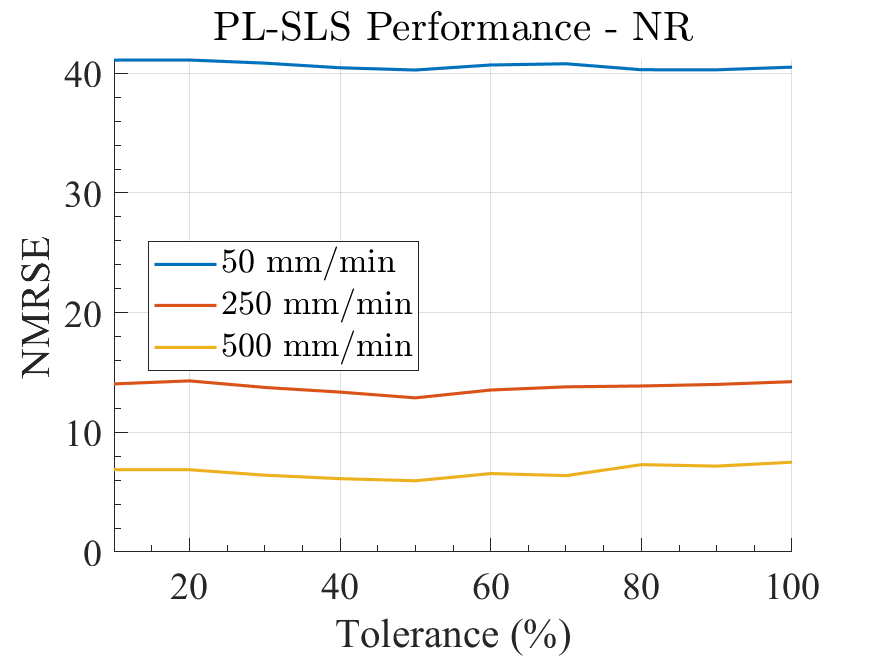 PL-SLS Performance - NR
NMRSE
40
30
20
10
0
50 mm/min
250 mm/min
500 mm/min
20 40 60 80 100
Tolerance (%)